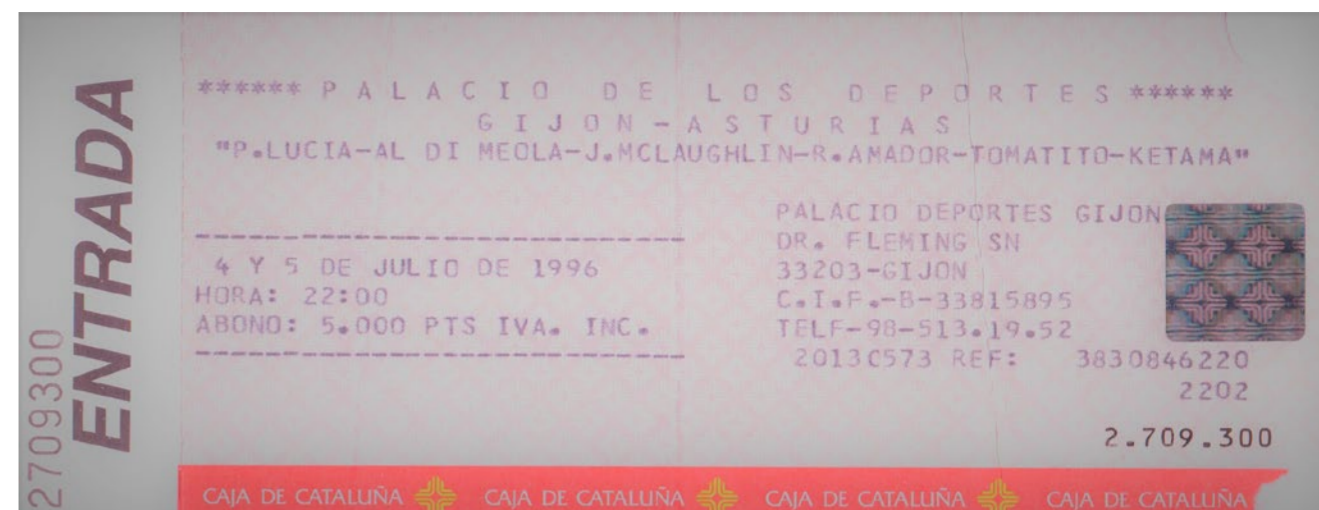 ****** P A L A C I O   D E   L O S   D E P O R T E S ******
G I J O N - A S T U R I A S
"P.LUCIA-AL DI MEOLA-J.MCLAUGHLIN-R.AMADOR-TOMATITO-KETAMA"
--------------------------------
4 Y 5 DE JULIO DE 1996
HORA: 22:00
ABONO: 5.000 PTS IVA. INC.
--------------------------------
PALACIO DEPORTES GIJON
DR. FLEMING SN
33203-GIJON
C.I.F.-B-33815895
TELF-98-513.19.52
2013C573 REF: 3830846220
2202
2.709.300
2709300
ENTRADA
CAJA DE CATALUÑA CAJA DE CATALUÑA CAJA DE CATALUÑA CAJA DE CATALUÑA